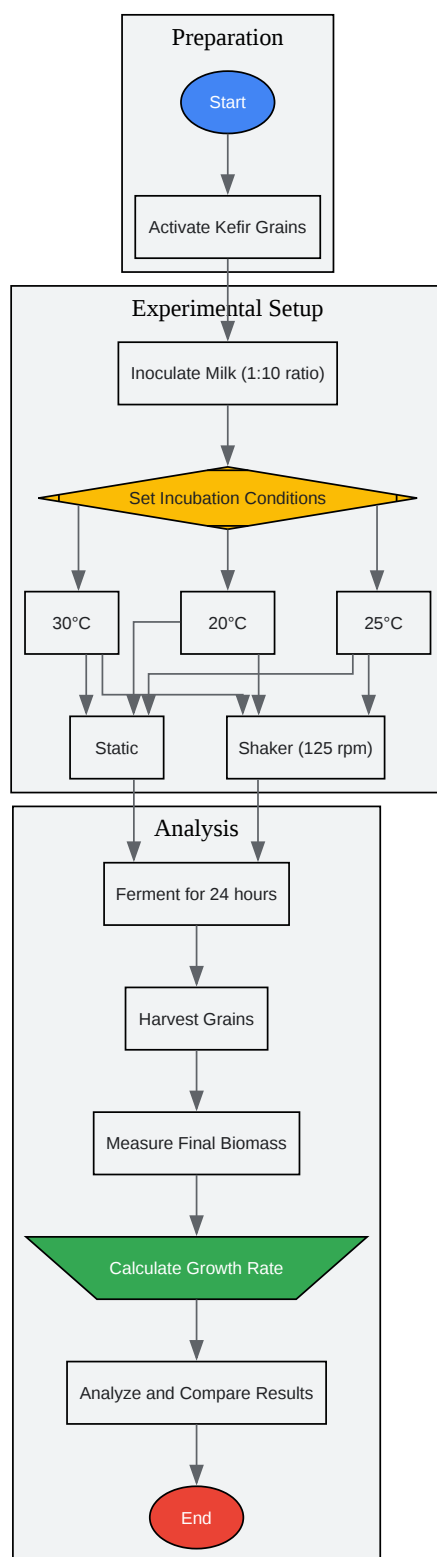 Preparation
Start
Activate Kefir Grains
Experimental Setup
Inoculate Milk (1:10 ratio)
Set Incubation Conditions
30°C
20°C
25°C
Static
Shaker (125 rpm)
Analysis
Ferment for 24 hours
Harvest Grains
Measure Final Biomass
Calculate Growth Rate
Analyze and Compare Results
End